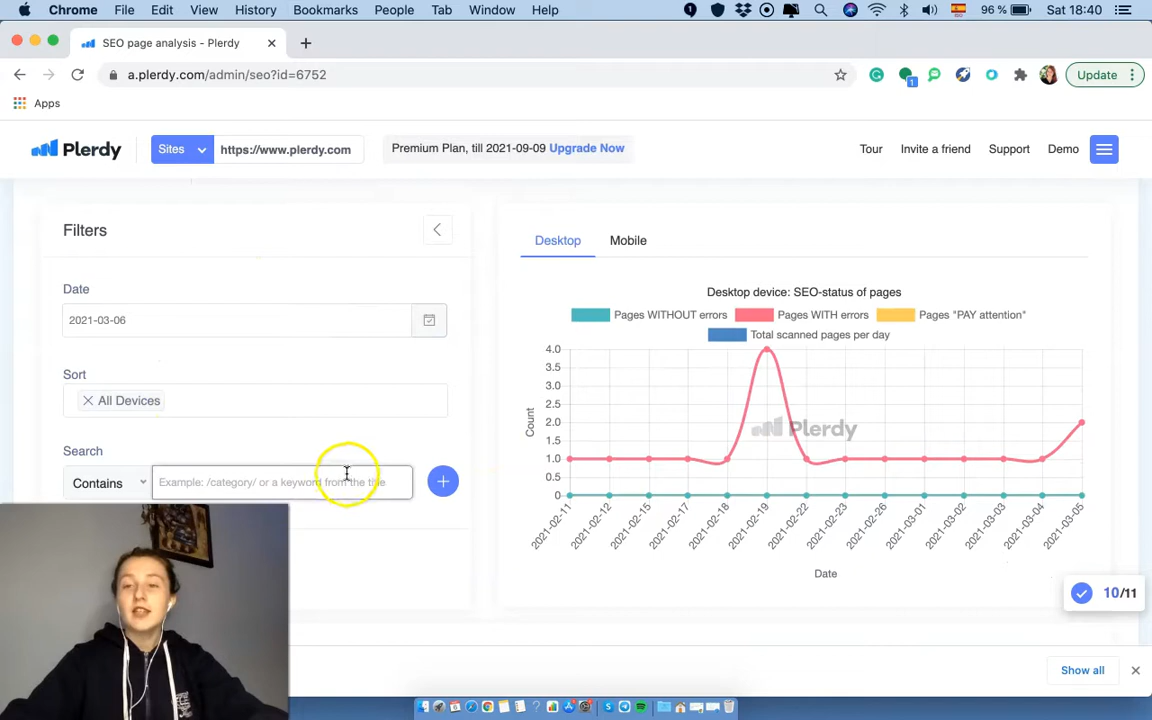 Chrome File Edit View History Bookmarks People Tab Window Help 96 % Sat 18:40
SEO page analysis - Plerdy
a.plerdy.com/admin/seo?id=6752 1 Update
Apps
Plerdy Sites https://www.plerdy.com Premium Plan, till 2021-09-09 Upgrade Now Tour Invite a friend Support Demo
Filters
Date
2021-03-06
Sort
All Devices
Search
Contains Example: /category/ or a keyword from the title
Desktop Mobile
Desktop device: SEO-status of pages
Pages WITHOUT errors Pages WITH errors Pages "PAY attention"
Total scanned pages per day
4.0
3.5
3.0
2.5
2.0
1.5
1.0
0.5
0
Count
Plerdy
2021-02-11 2021-02-12 2021-02-15 2021-02-17 2021-02-18 2021-02-19 2021-02-22 2021-02-23 2021-02-26 2021-03-01 2021-03-02 2021-03-03 2021-03-04 2021-03-05
Date
10/11
Show all